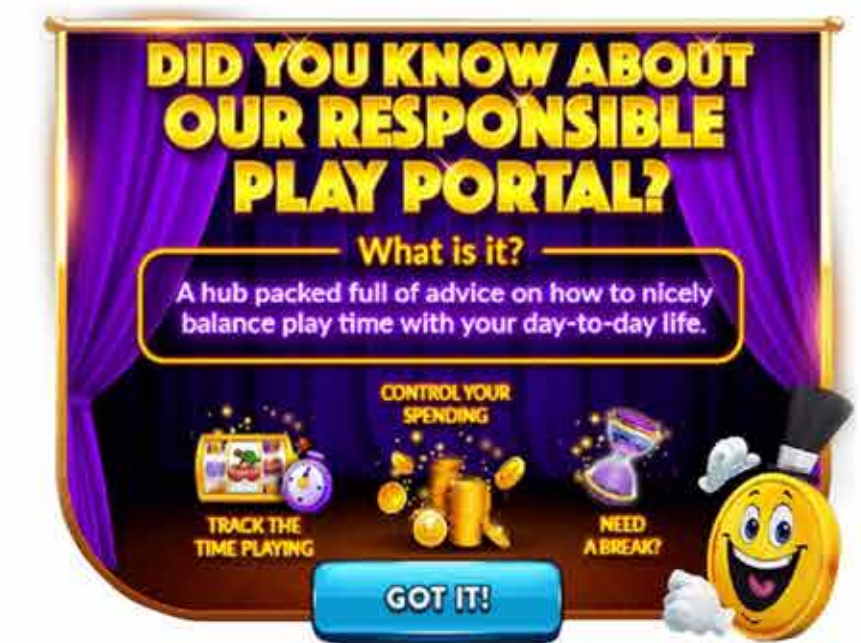 DID YOU KNOW ABOUT
OUR RESPONSIBLE
PLAY PORTAL?
What is it?
A hub packed full of advice on how to nicely
balance play time with your day-to-day life.
CONTROL YOUR
SPENDING
TRACK THE
TIME PLAYING
NEED
A BREAK?
GOT IT!